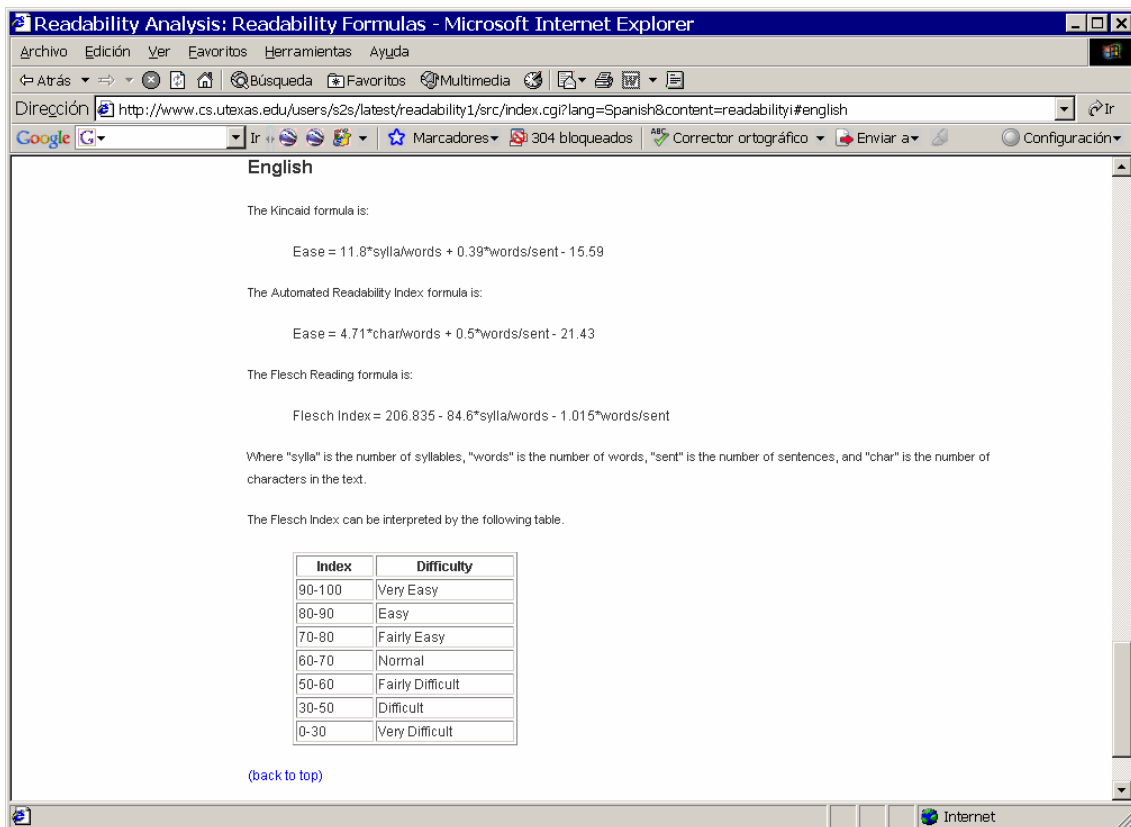 Readability Analysis: Readability Formulas - Microsoft Internet Explorer
Archivo Edición Ver Favoritos Herramientas Ayuda
Atrás Búsqueda Favoritos Multimedia
Dirección http://www.cs.utexas.edu/users/s2s/latest/readability1/src/index.cgi?lang=Spanish&content=readabilityi#english Ir
Google G Ir Marcadores 304 bloqueados ABC Corrector ortográfico Enviar a Configuración
English
The Kincaid formula is:
Ease = 11.8*sylla/words + 0.39*words/sent - 15.59
The Automated Readability Index formula is:
Ease = 4.71*char/words + 0.5*words/sent - 21.43
The Flesch Reading formula is:
Flesch Index = 206.835 - 84.6*sylla/words - 1.015*words/sent
Where "sylla" is the number of syllables, "words" is the number of words, "sent" is the number of sentences, and "char" is the number of
characters in the text.
The Flesch Index can be interpreted by the following table.
Index Difficulty
90-100 Very Easy
80-90 Easy
70-80 Fairly Easy
60-70 Normal
50-60 Fairly Difficult
30-50 Difficult
0-30 Very Difficult
(back to top)
Internet